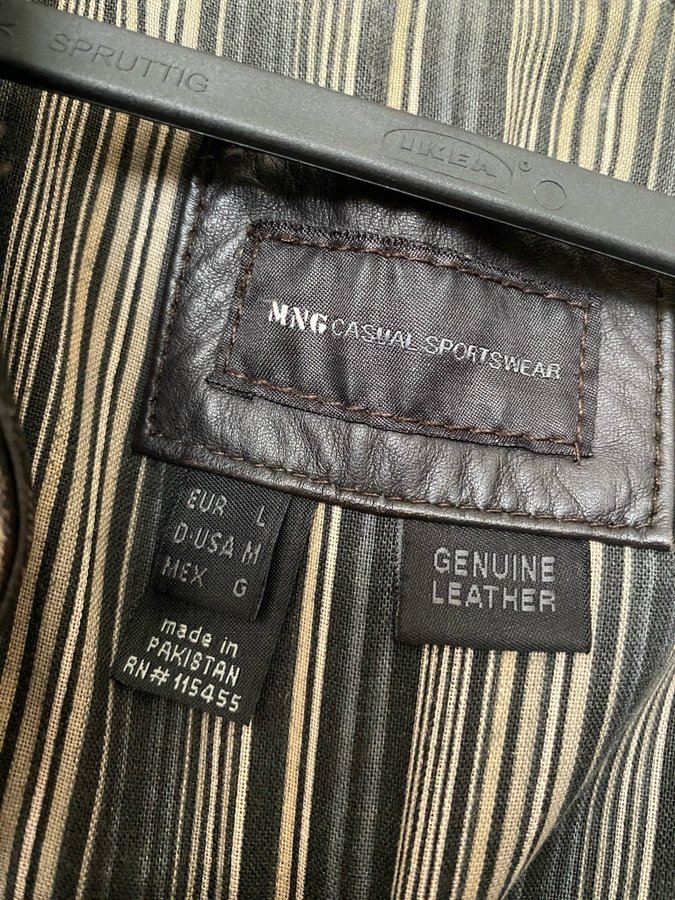 SPRUTTIG
IKEA
MNG CASUAL SPORTSWEAR
EUR L
D·USA M
MEX G
made in
PAKISTAN
RN# 115455
GENUINE
LEATHER